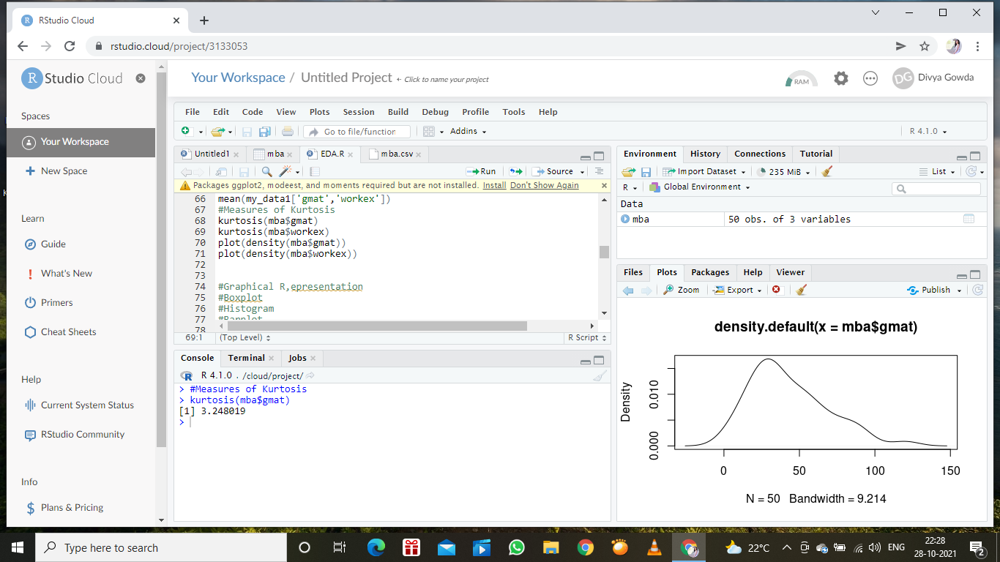 RStudio Cloud
rstudio.cloud/project/3133053
R Studio Cloud
Spaces
Your Workspace
New Space
Learn
Guide
What's New
Primers
Cheat Sheets
Help
Current System Status
RStudio Community
Info
Plans & Pricing
Your Workspace / Untitled Project Click to name your project
RAM
DG Divya Gowda
File Edit Code View Plots Session Build Debug Profile Tools Help
Go to file/function Addins R 4.1.0
Untitled1 mba EDA.R mba.csv
Run Source
Packages ggplot2, modeest, and moments required but are not installed. Install Don't Show Again
66 mean(my_data1['gmat','workex'])
67 #Measures of Kurtosis
68 kurtosis(mba$gmat)
69 kurtosis(mba$workex)
70 plot(density(mba$gmat))
71 plot(density(mba$workex))
72
73
74 #Graphical R,epresentation
75 #Boxplot
76 #Histogram
77 #Barplot
78
69:1 (Top Level) R Script
Console Terminal Jobs
R 4.1.0 . /cloud/project/
> #Measures of Kurtosis
> kurtosis(mba$gmat)
[1] 3.248019
>
Environment History Connections Tutorial
Import Dataset 235 MiB List
R Global Environment
Data
mba 50 obs. of 3 variables
Files Plots Packages Help Viewer
Zoom Export Publish
density.default(x = mba$gmat)
Density
0.000 0.010
0 50 100 150
N = 50 Bandwidth = 9.214
Type here to search
22°C ENG
22:28
28-10-2021
2